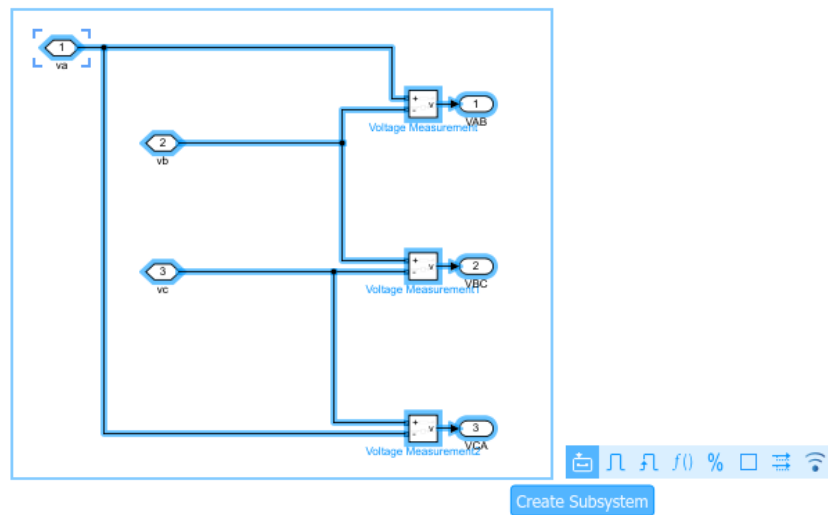 1
va
+
-
v
1
Voltage Measurement
VAB
2
vb
3
vc
+
-
v
2
Voltage Measurement1
VBC
+
-
v
3
Voltage Measurement2
VCA
f()
%
Create Subsystem